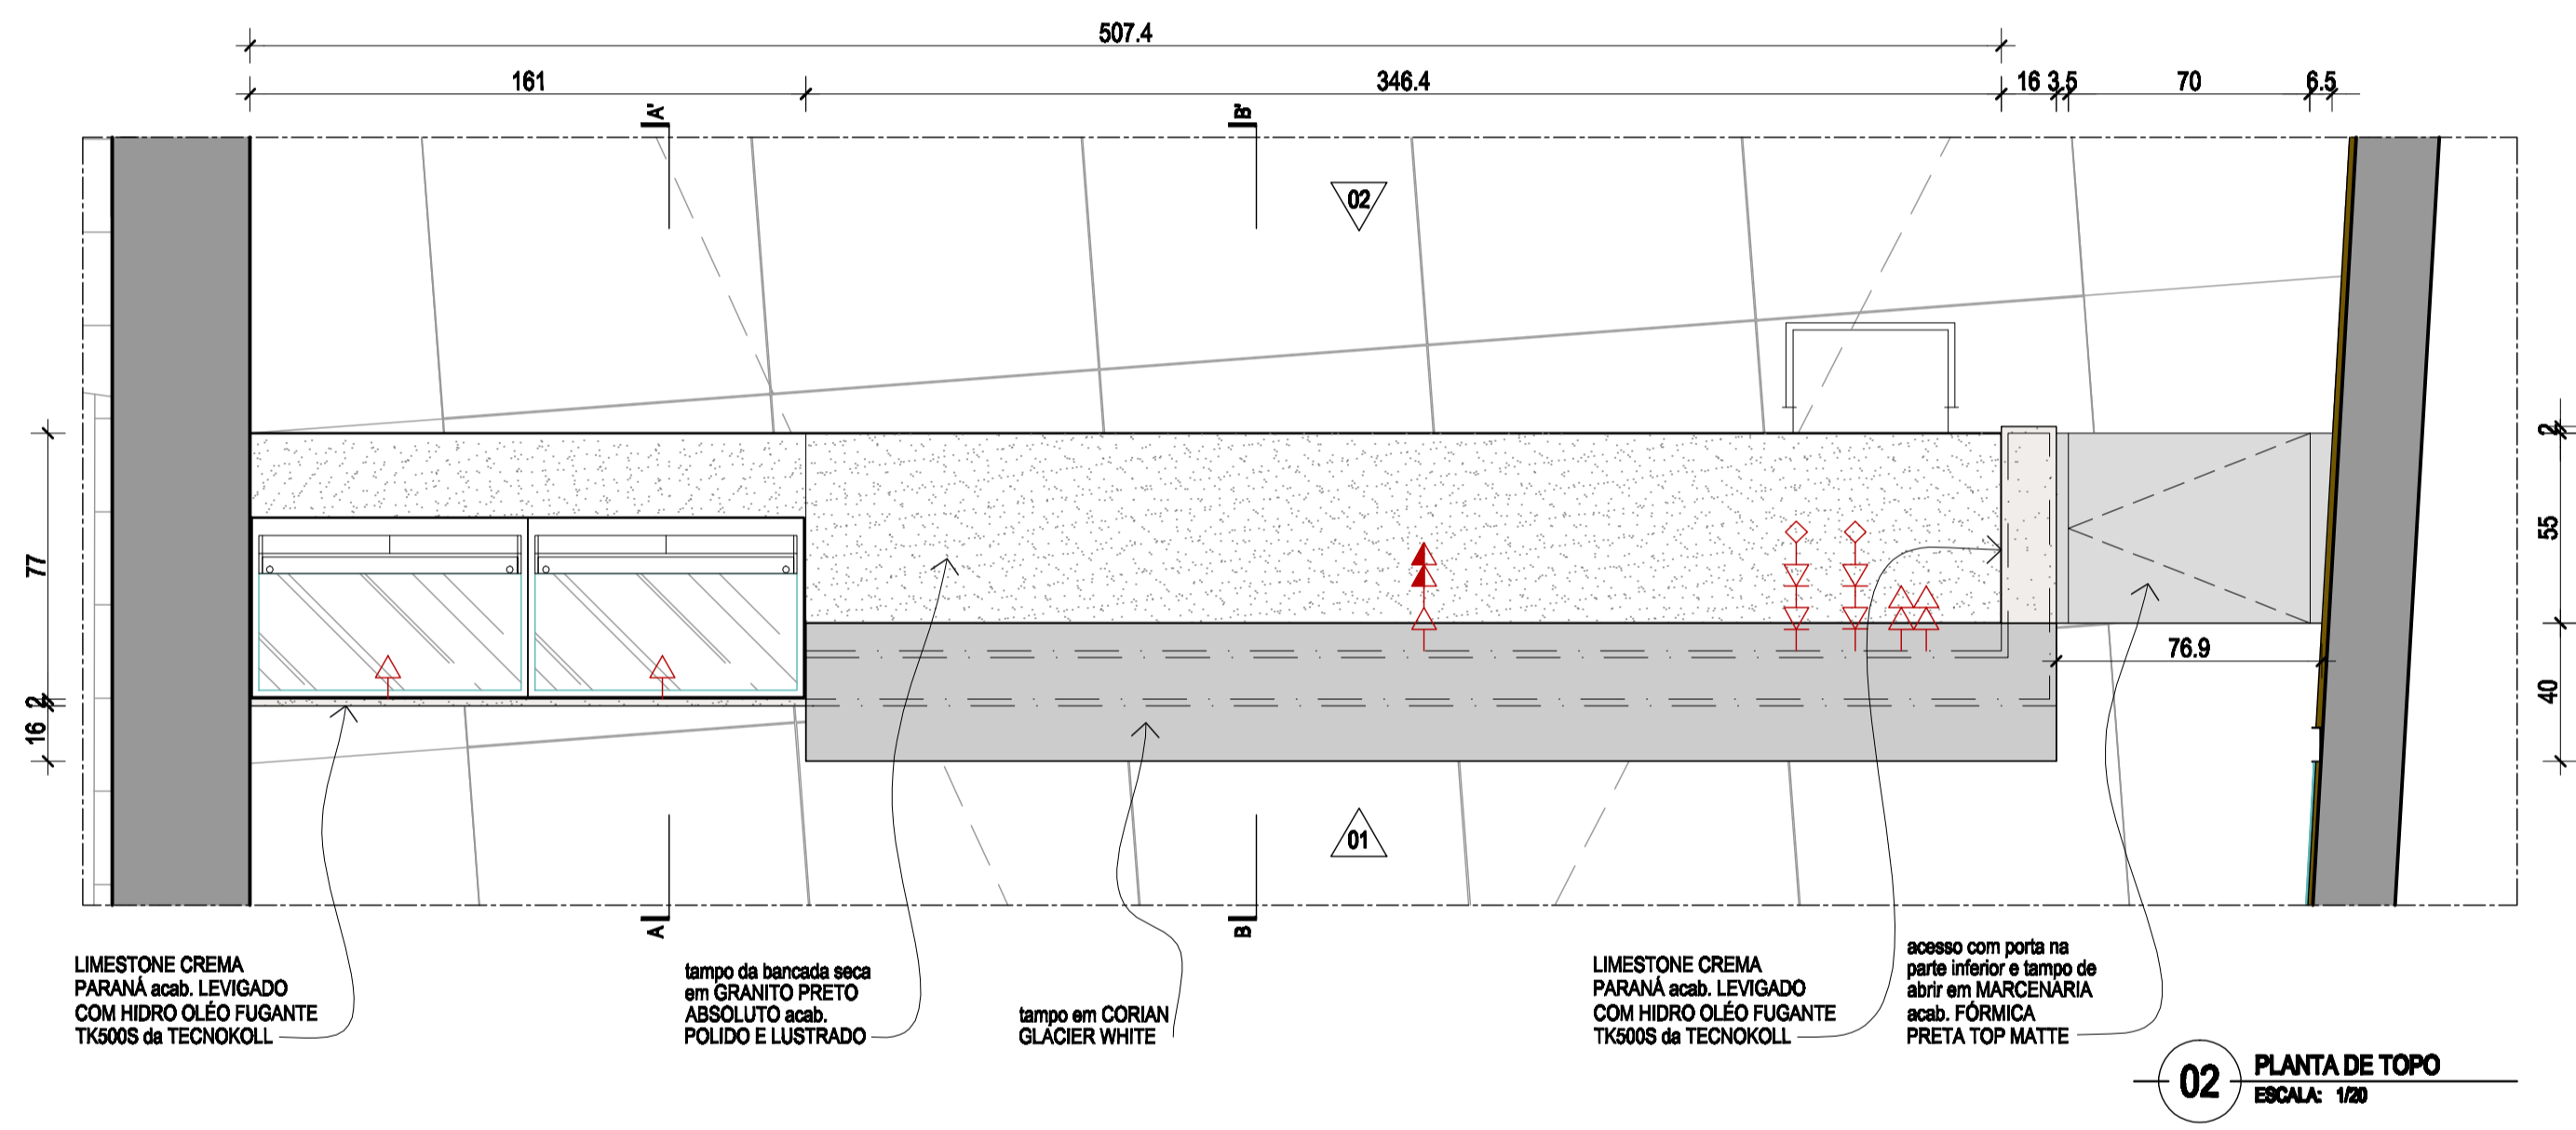 507.4
161
346.4
16
3.5
70
6.5
A'
B'
02
77
2
16
2
55
40
76.9
01
A
B
LIMESTONE CREMA
PARANÁ acab. LEVIGADO
COM HIDRO OLÉO FUGANTE
TK500S da TECNOKOLL
tampo da bancada seca
em GRANITO PRETO
ABSOLUTO acab.
POLIDO E LUSTRADO
tampo em CORIAN
GLACIER WHITE
LIMESTONE CREMA
PARANÁ acab. LEVIGADO
COM HIDRO OLÉO FUGANTE
TK500S da TECNOKOLL
acesso com porta na
parte inferior e tampo de
abrir em MARCENARIA
acab. FÓRMICA
PRETA TOP MATTE
02
PLANTA DE TOPO
ESCALA: 1/20